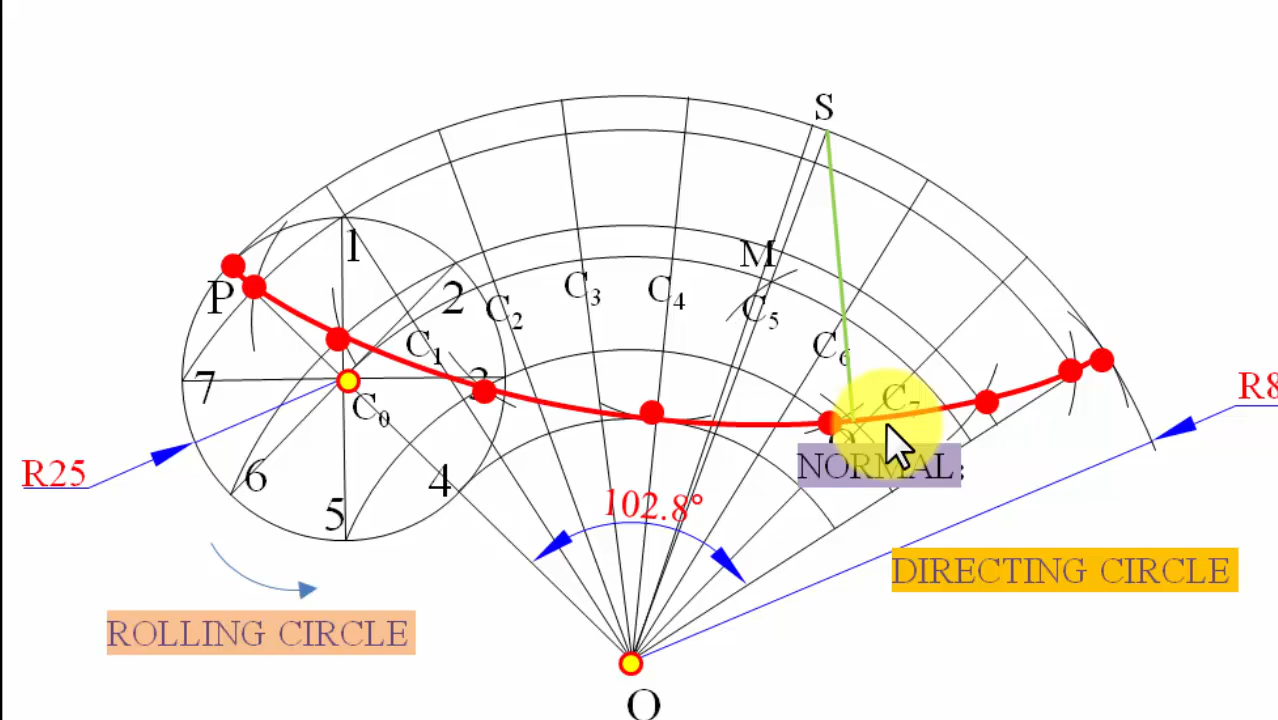 S
1
M
P
2
C2
C3
C4
C5
C1
C6
3
7
C0
C7
R8
R25
6
4
NORMAL:
5
102.8°
DIRECTING CIRCLE
ROLLING CIRCLE
O